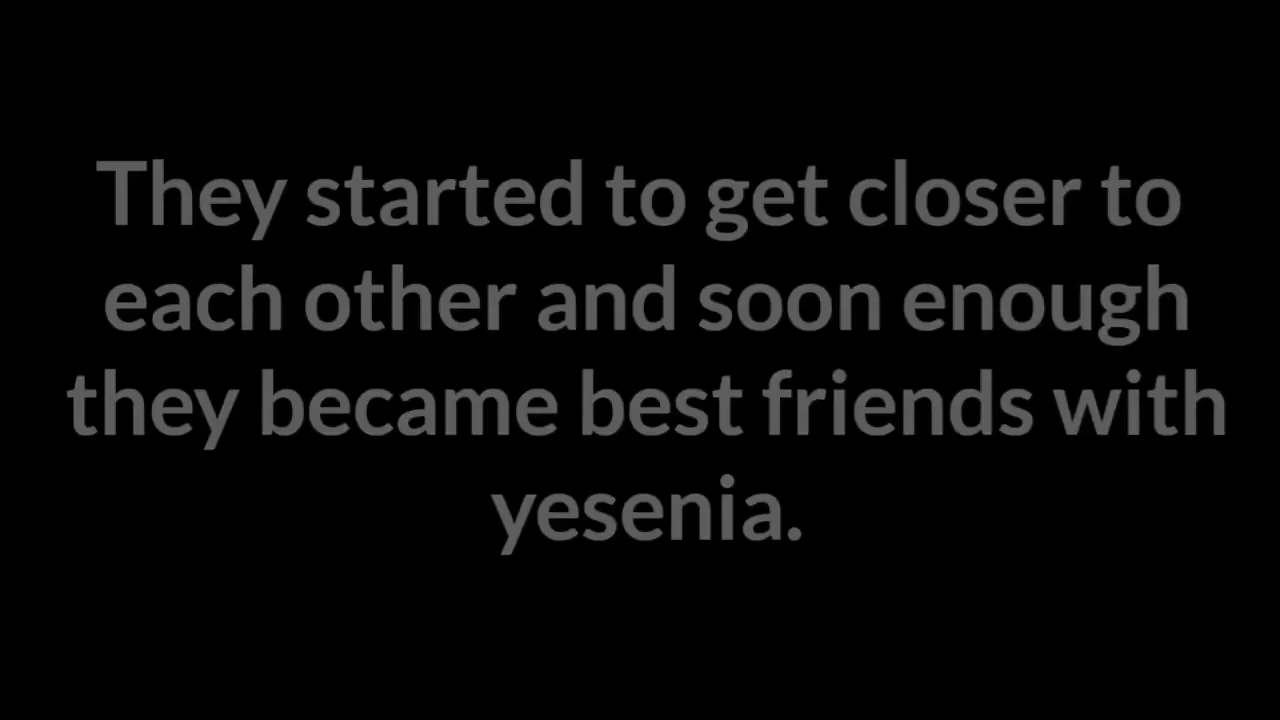 They started to get closer to
each other and soon enough
they became best friends with
yesenia.